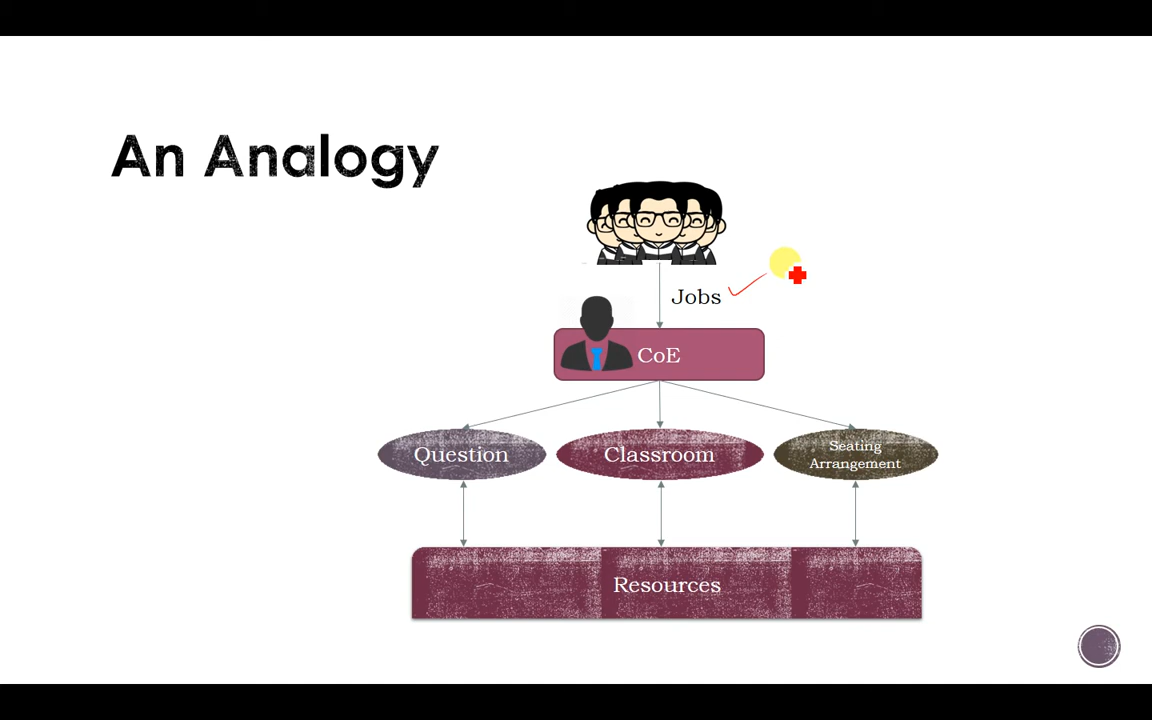 An Analogy
Jobs
CoE
Question
Classroom
Seating
Arrangement
Resources